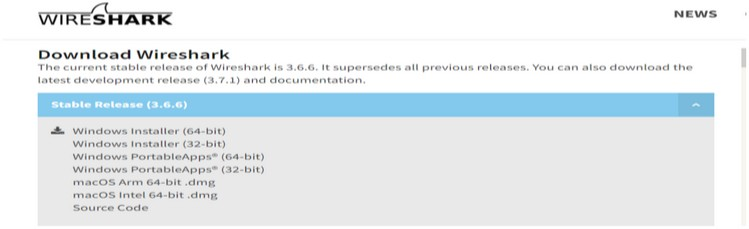 WIRESHARK
NEWS
Download Wireshark
The current stable release of Wireshark is 3.6.6. It supersedes all previous releases. You can also download the
latest development release (3.7.1) and documentation.
Stable Release (3.6.6)
Windows Installer (64-bit)
Windows Installer (32-bit)
Windows PortableApps® (64-bit)
Windows PortableApps® (32-bit)
macOS Arm 64-bit .dmg
macOS Intel 64-bit .dmg
Source Code